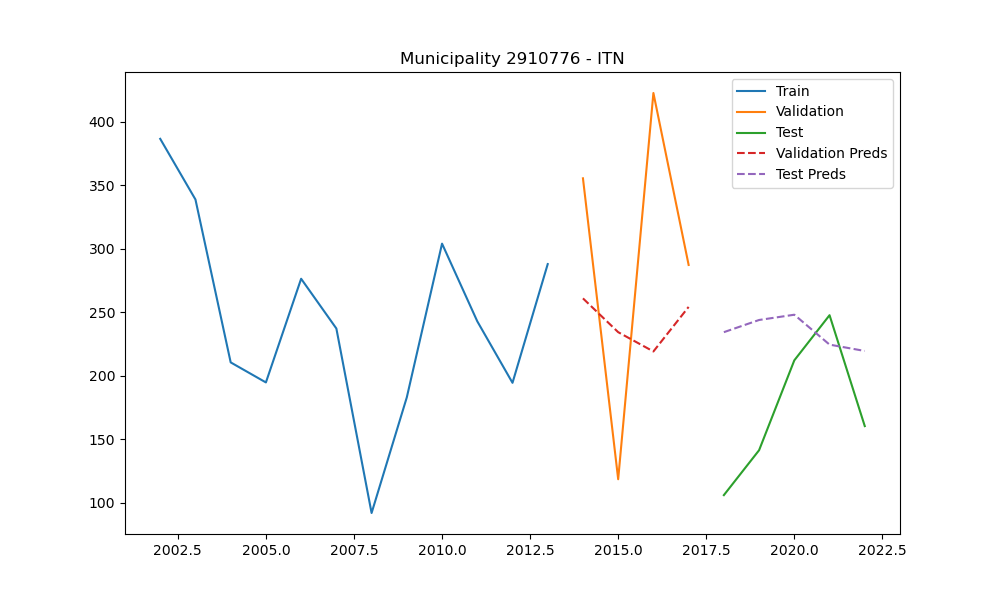 Municipality 2910776 - ITN
Train
Validation
Test
Validation Preds
Test Preds
400
350
300
250
200
150
100
2002.5 2005.0 2007.5 2010.0 2012.5 2015.0 2017.5 2020.0 2022.5